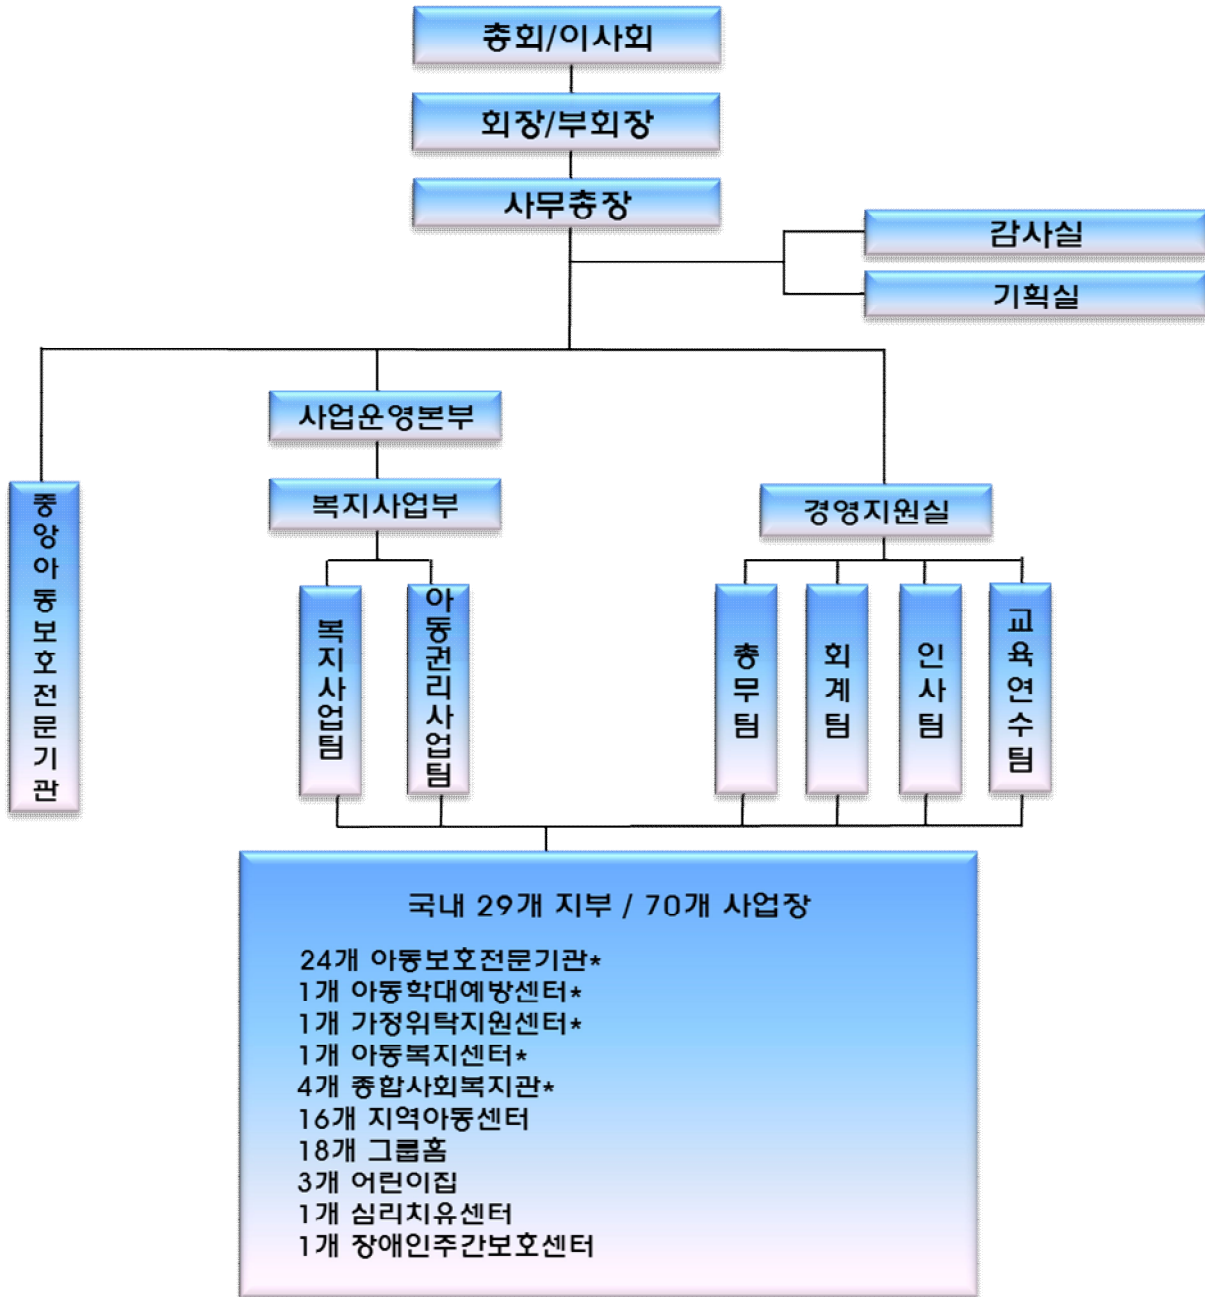 총회/이사회
회장/부회장
사무총장
감사실
기획실
사업운영본부
복지사업부
경영지원실
중앙아동보호전문기관
복지사업팀
아동권리사업팀
총무팀
회계팀
인사팀
교육연수팀
국내 29개 지부 / 70개 사업장
24개 아동보호전문기관*
1개 아동학대예방센터*
1개 가정위탁지원센터*
1개 아동복지센터*
4개 종합사회복지관*
16개 지역아동센터
18개 그룹홈
3개 어린이집
1개 심리치유센터
1개 장애인주간보호센터